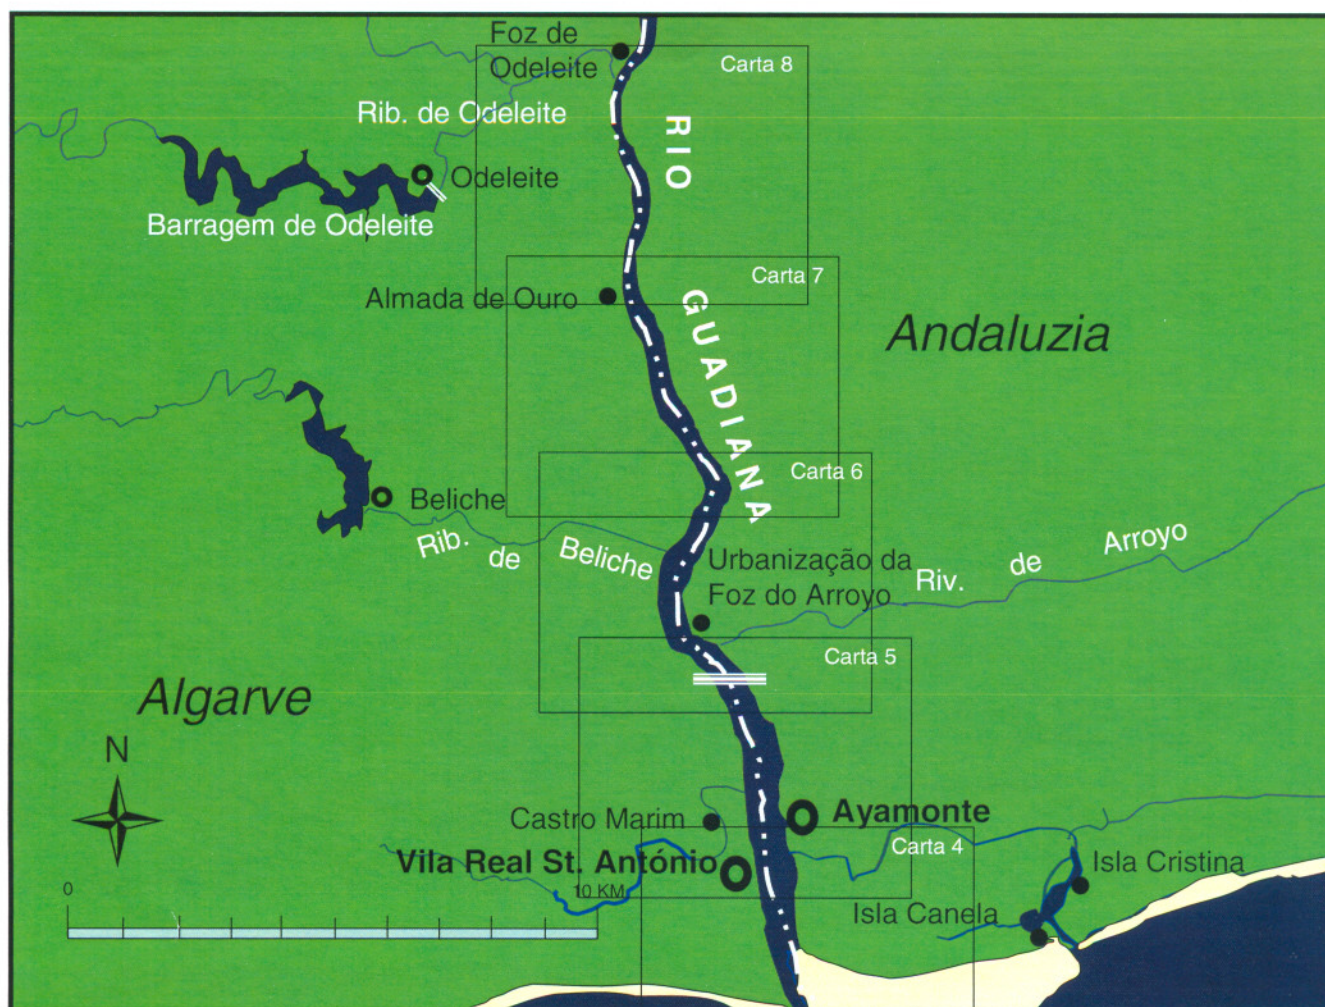 Foz de
Odeleite
Carta 8
Rib. de Odeleite
RIO
Odeleite
Barragem de Odeleite
Carta 7
Almada de Ouro
GUADIANA
Andaluzia
Carta 6
Beliche
Rib. de Beliche
Urbanização da
Foz do Arroyo
Riv. de Arroyo
Carta 5
Algarve
N
Castro Marim
Ayamonte
Carta 4
Vila Real St. António
Isla Cristina
0
10 KM
Isla Canela